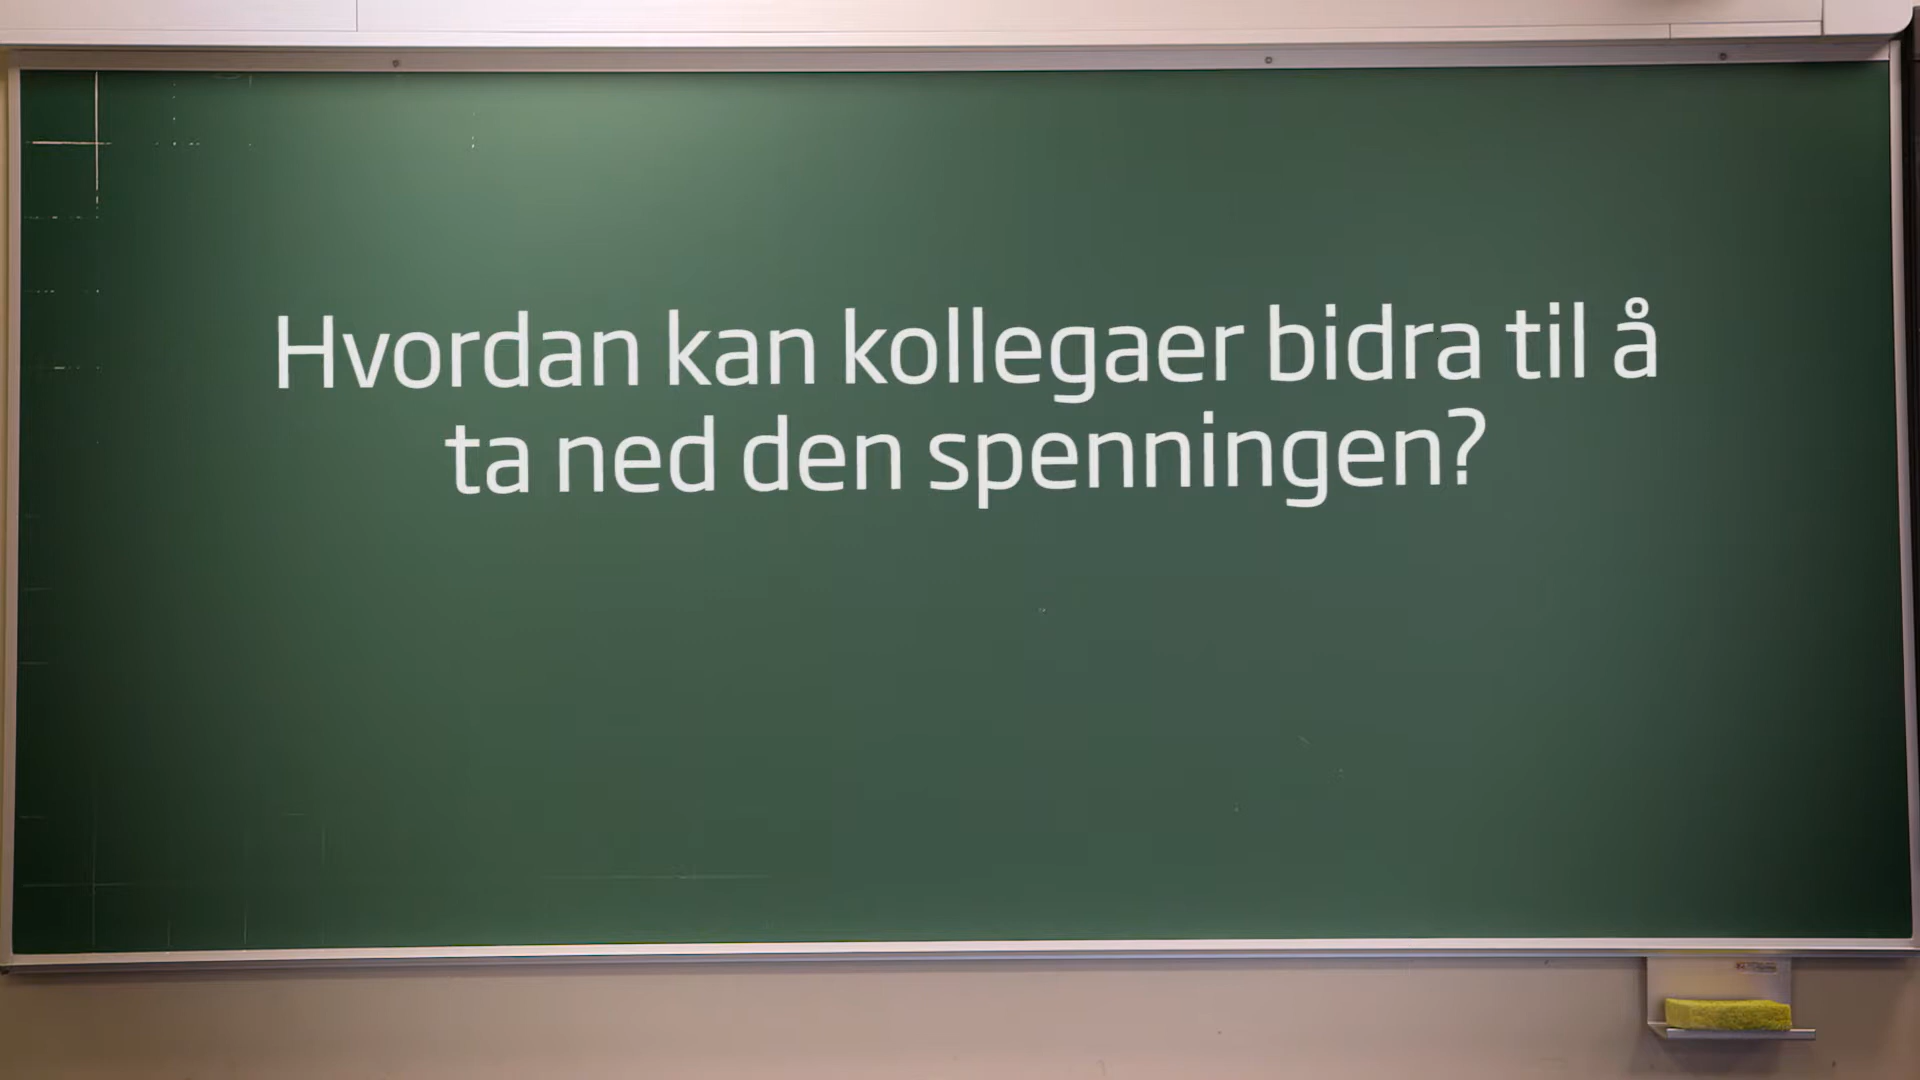 Hvordan kan kollegaer bidra til å
ta ned den spenningen?